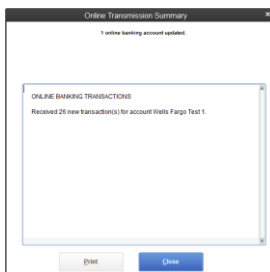 Online Transmission Summary
1 online banking account updated.
ONLINE BANKING TRANSACTIONS
Received 26 new transaction(s) for account Wells Fargo Test 1.
Print
Close